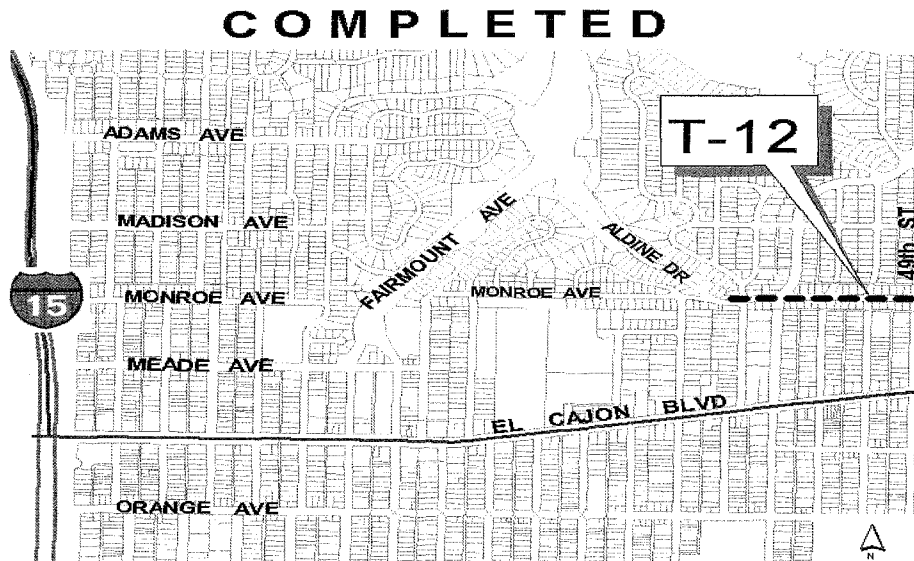 COMPLETED
ADAMS AVE
T-12
MADISON AVE
FAIRMOUNT AVE
ALDINE DR
49th ST
15
MONROE AVE
MONROE AVE
MEADE AVE
EL CAJON BLVD
ORANGE AVE
N